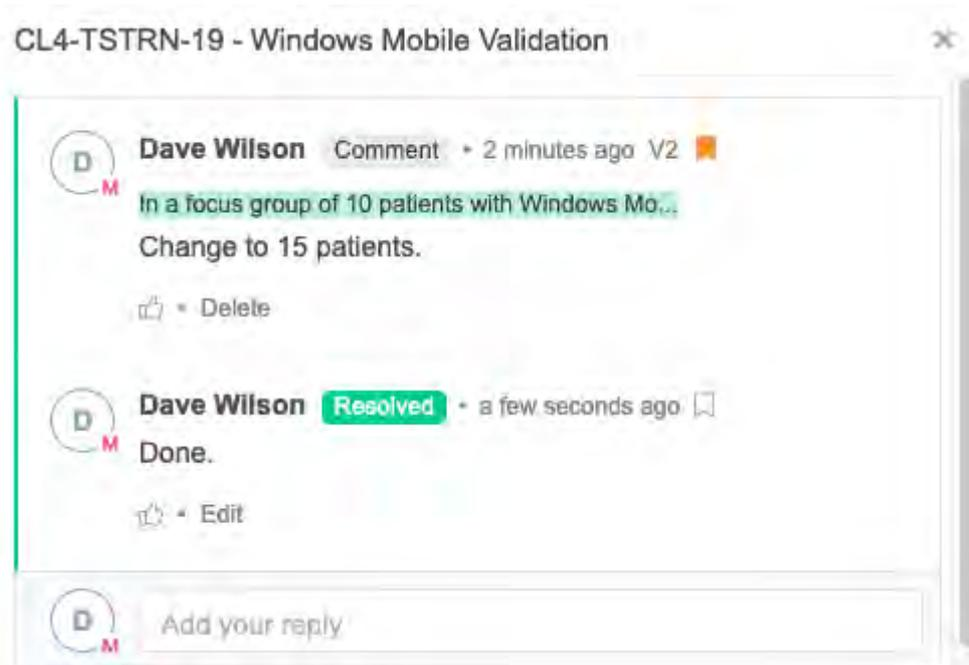 CL4-TSTRN-19 - Windows Mobile Validation
D M Dave Wilson Comment • 2 minutes ago V2
In a focus group of 10 patients with Windows Mo...
Change to 15 patients.
• Delete
D M Dave Wilson Resolved • a few seconds ago
Done.
• Edit
D M Add your reply